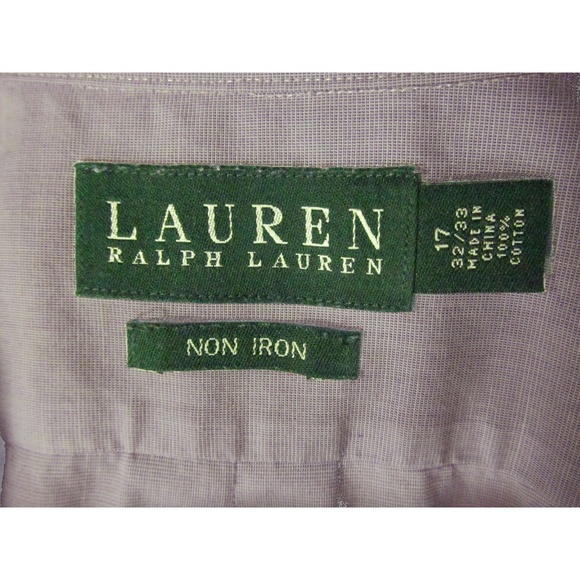 LAUREN
RALPH LAUREN
NON IRON
17
32/33
MADE IN
CHINA
100%
COTTON